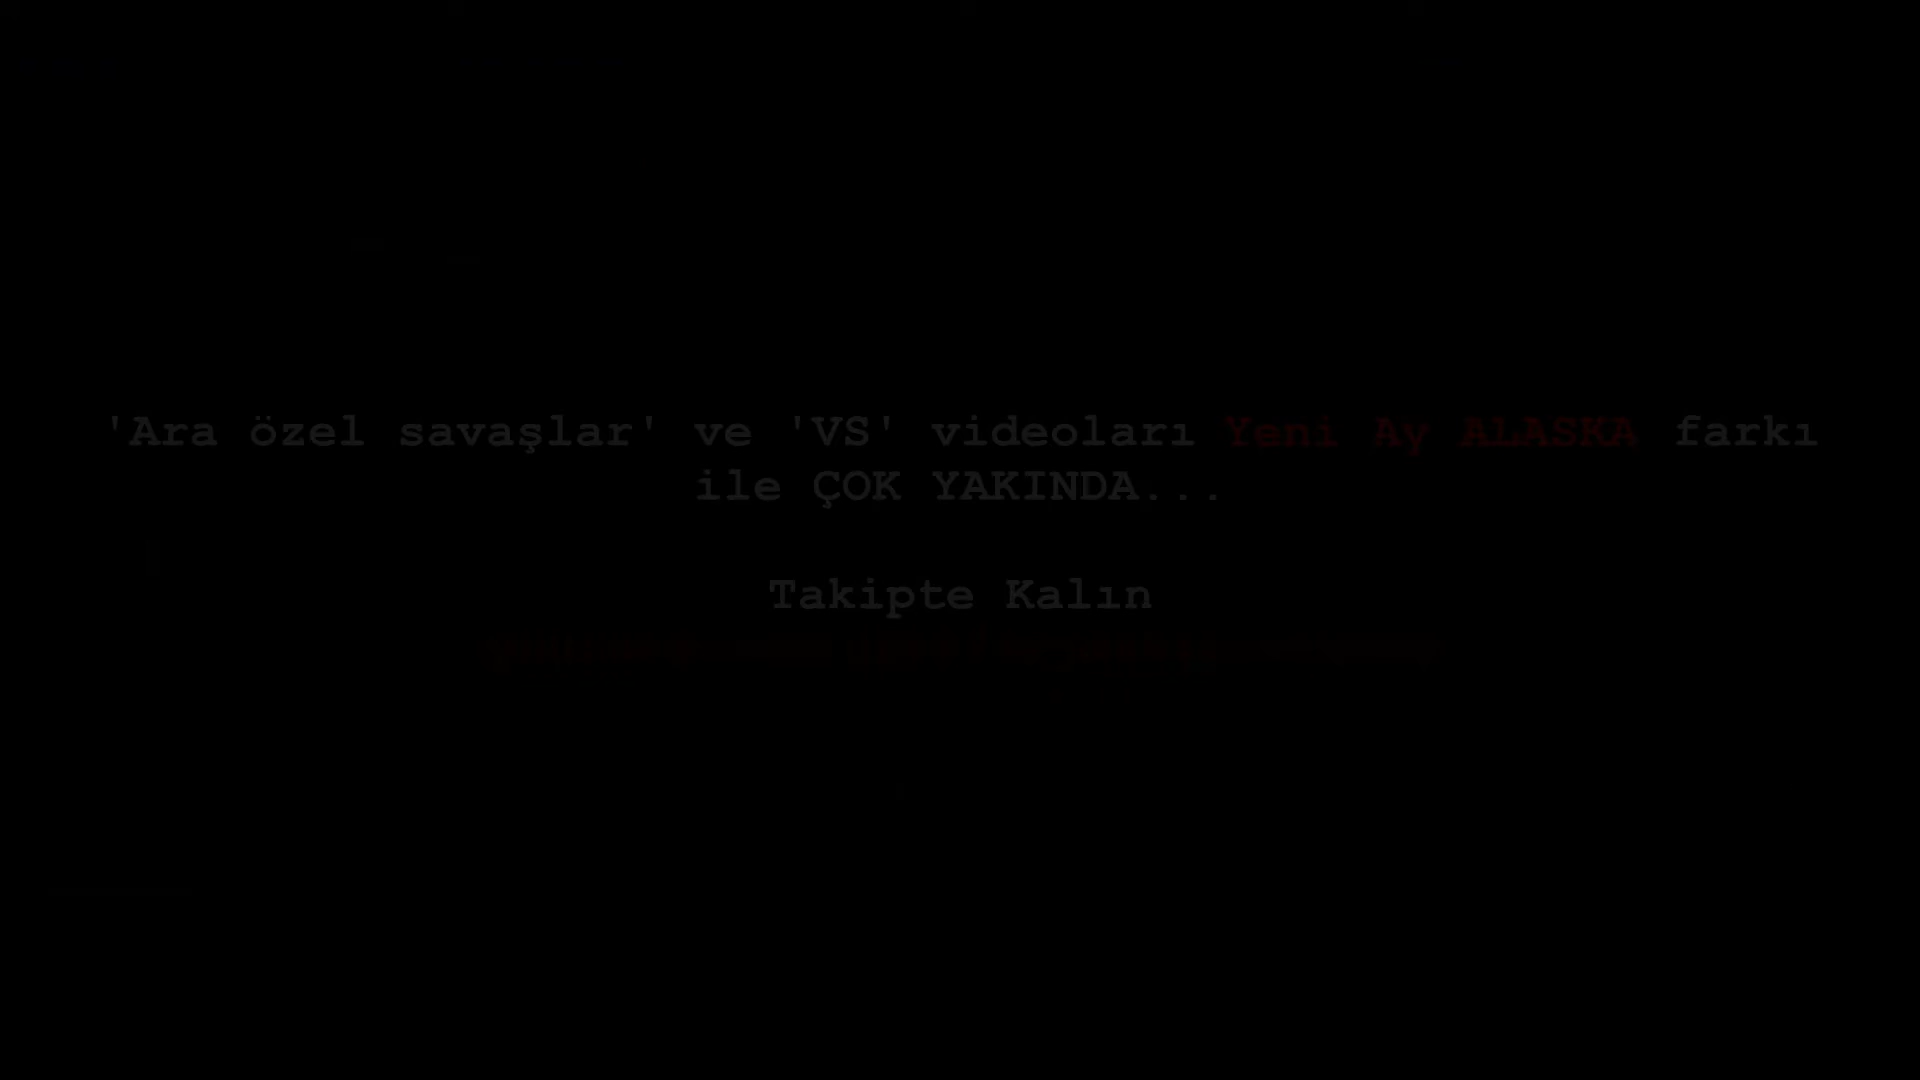 'Ara özel savaşlar' ve 'VS' videoları Yeni Ay ALASKA farkı
ile ÇOK YAKINDA...
Takipte Kalın